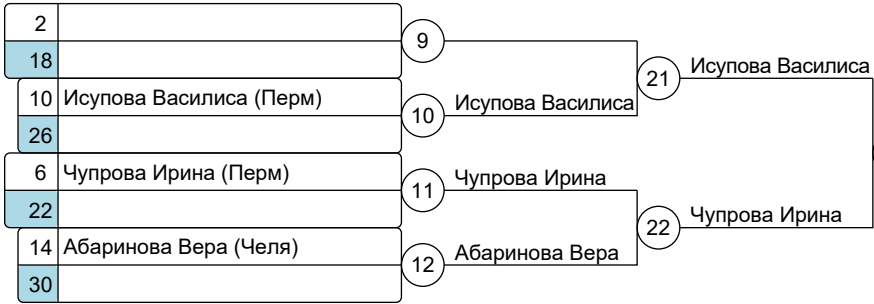 2
18
9
10 Исупова Василиса (Перм)
26
10
Исупова Василиса
21
Исупова Василиса
6 Чупрова Ирина (Перм)
22
11
Чупрова Ирина
14 Абаринова Вера (Челя)
30
12
Абаринова Вера
22
Чупрова Ирина